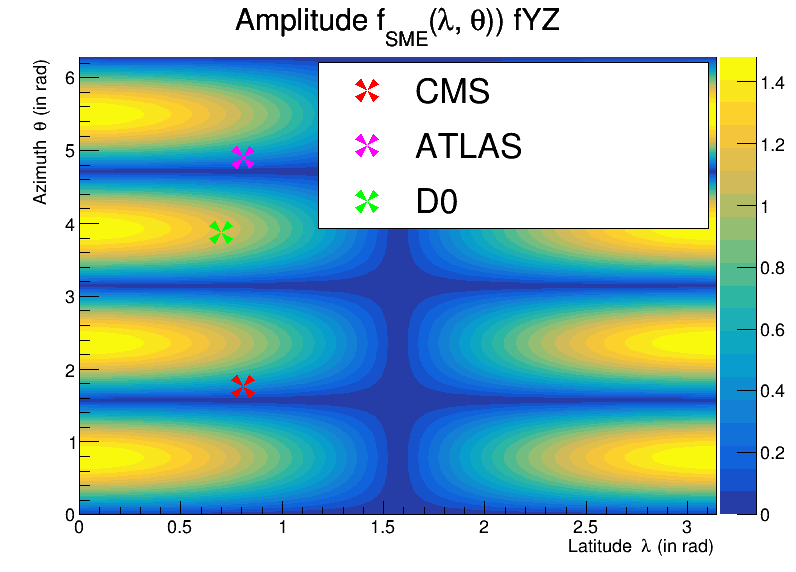 Amplitude f_SME(λ, θ)) fYZ
Azimuth θ (in rad)
6
5
4
3
2
1
0
CMS
ATLAS
D0
1.4
1.2
1
0.8
0.6
0.4
0.2
0
0 0.5 1 1.5 2 2.5 3
Latitude λ (in rad)